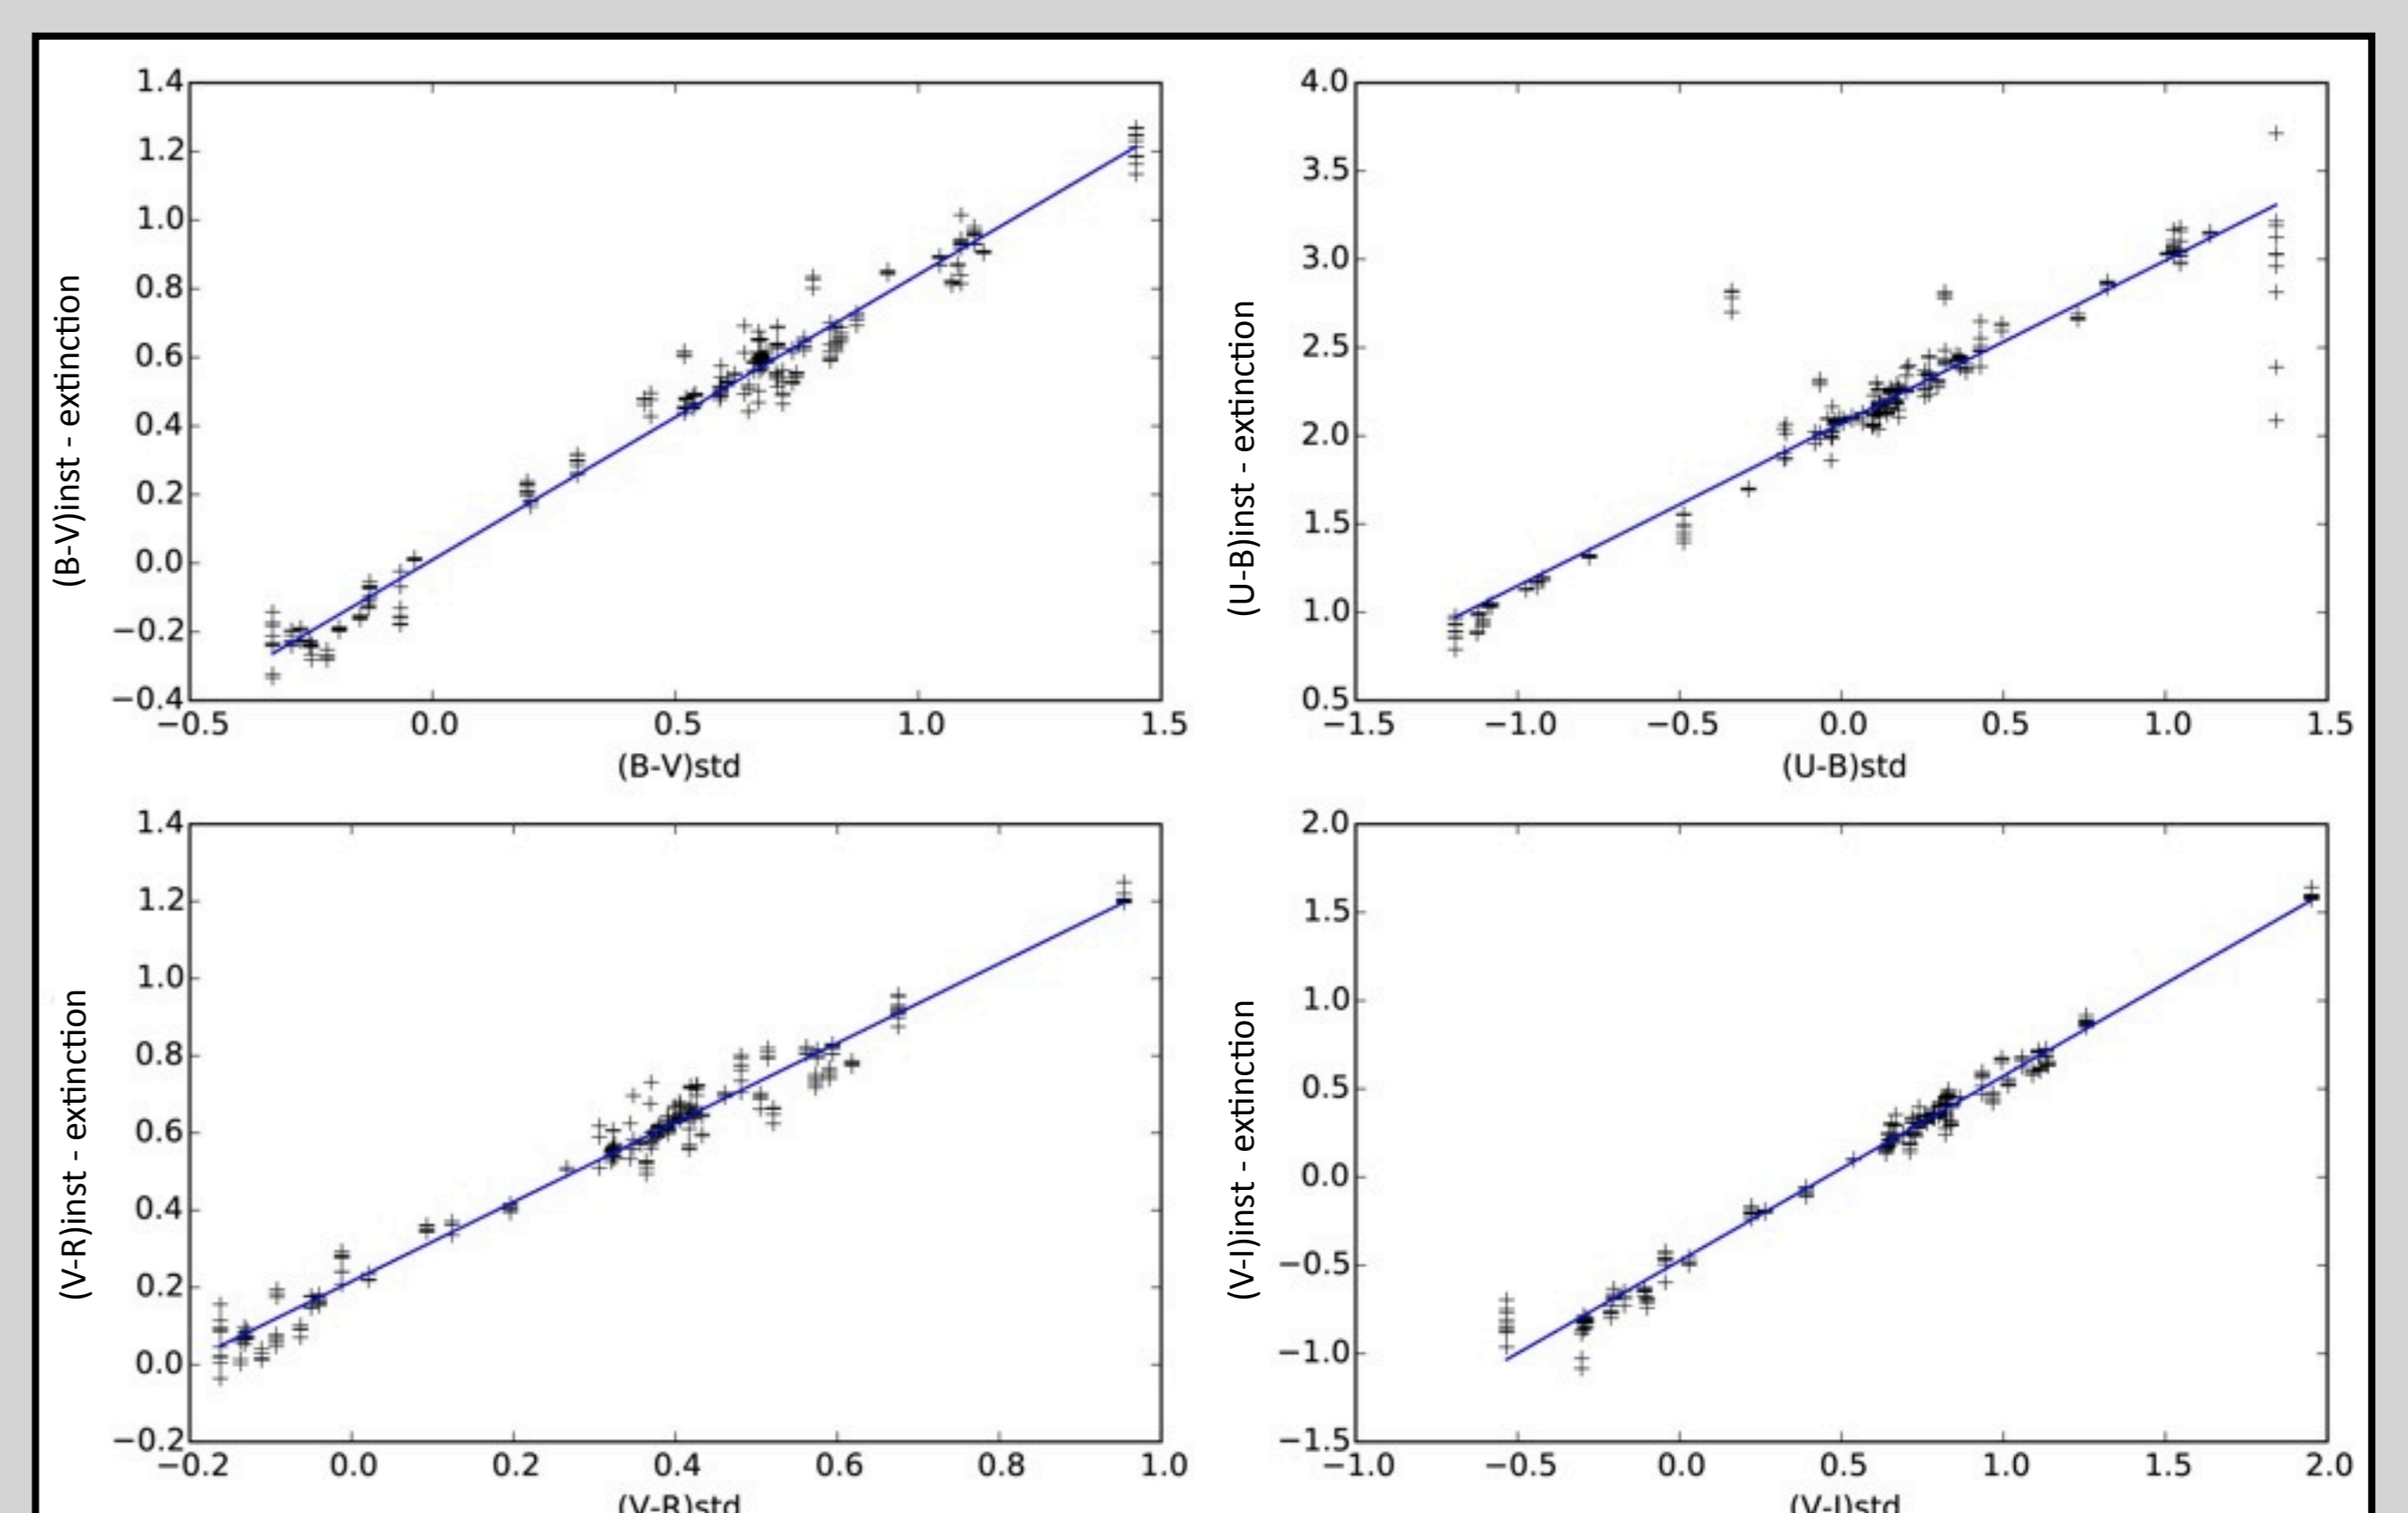 1.4
1.2
1.0
0.8
0.6
0.4
0.2
0.0
−0.2
−0.4
(B-V)inst - extinction
−0.5 0.0 0.5 1.0 1.5
(B-V)std
4.0
3.5
3.0
2.5
2.0
1.5
1.0
0.5
(U-B)inst - extinction
−1.5 −1.0 −0.5 0.0 0.5 1.0 1.5
(U-B)std
1.4
1.2
1.0
0.8
0.6
0.4
0.2
0.0
−0.2
(V-R)inst - extinction
−0.2 0.0 0.2 0.4 0.6 0.8 1.0
(V-R)std
2.0
1.5
1.0
0.5
0.0
−0.5
−1.0
−1.5
(V-I)inst - extinction
−1.0 −0.5 0.0 0.5 1.0 1.5 2.0
(V-I)std